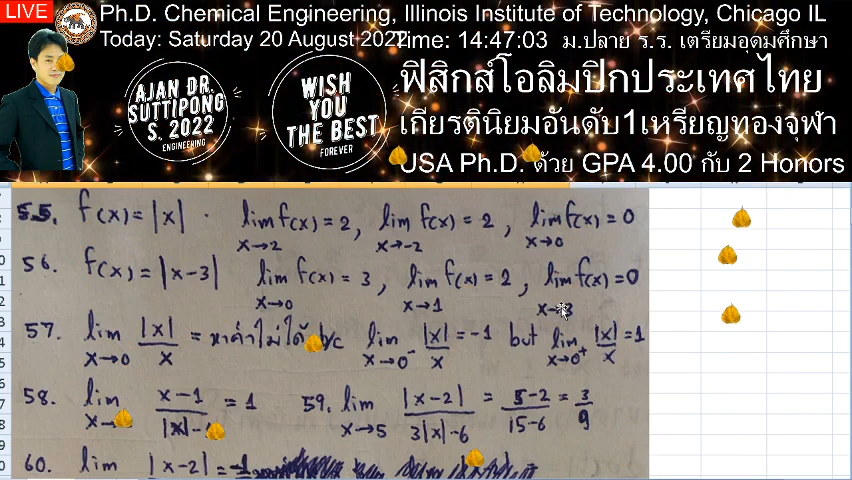 LIVE
Ph.D. Chemical Engineering, Illinois Institute of Technology, Chicago IL
Today: Saturday 20 August 2022 Time: 14:47:03 ม.ปลาย ร.ร. เตรียมอุดมศึกษา
AJAN DR. SUTTIPONG S. 2022 ENGINEERING
WISH YOU THE BEST FOREVER
ฟิสิกส์โอลิมปิกประเทศไทย
เกียรตินิยมอันดับ1เหรียญทองจุฬา
USA Ph.D. ด้วย GPA 4.00 กับ 2 Honors
55. f(x) = |x| . lim x→2 f(x) = 2, lim x→-2 f(x) = 2, lim x→0 f(x) = 0
56. f(x) = |x-3| lim x→0 f(x) = 3, lim x→1 f(x) = 2, lim f(x) = 0
57. lim x→0 |x|/x = หาค่าไม่ได้ b/c lim x→0⁻ |x|/x = -1 but lim x→0⁺ |x|/x = 1
58. lim x→ x-1/|x|- = 1 59. lim x→5 |x-2|/3|x|-6 = 5-2/15-6 = 3/9
60. lim |x-2| =